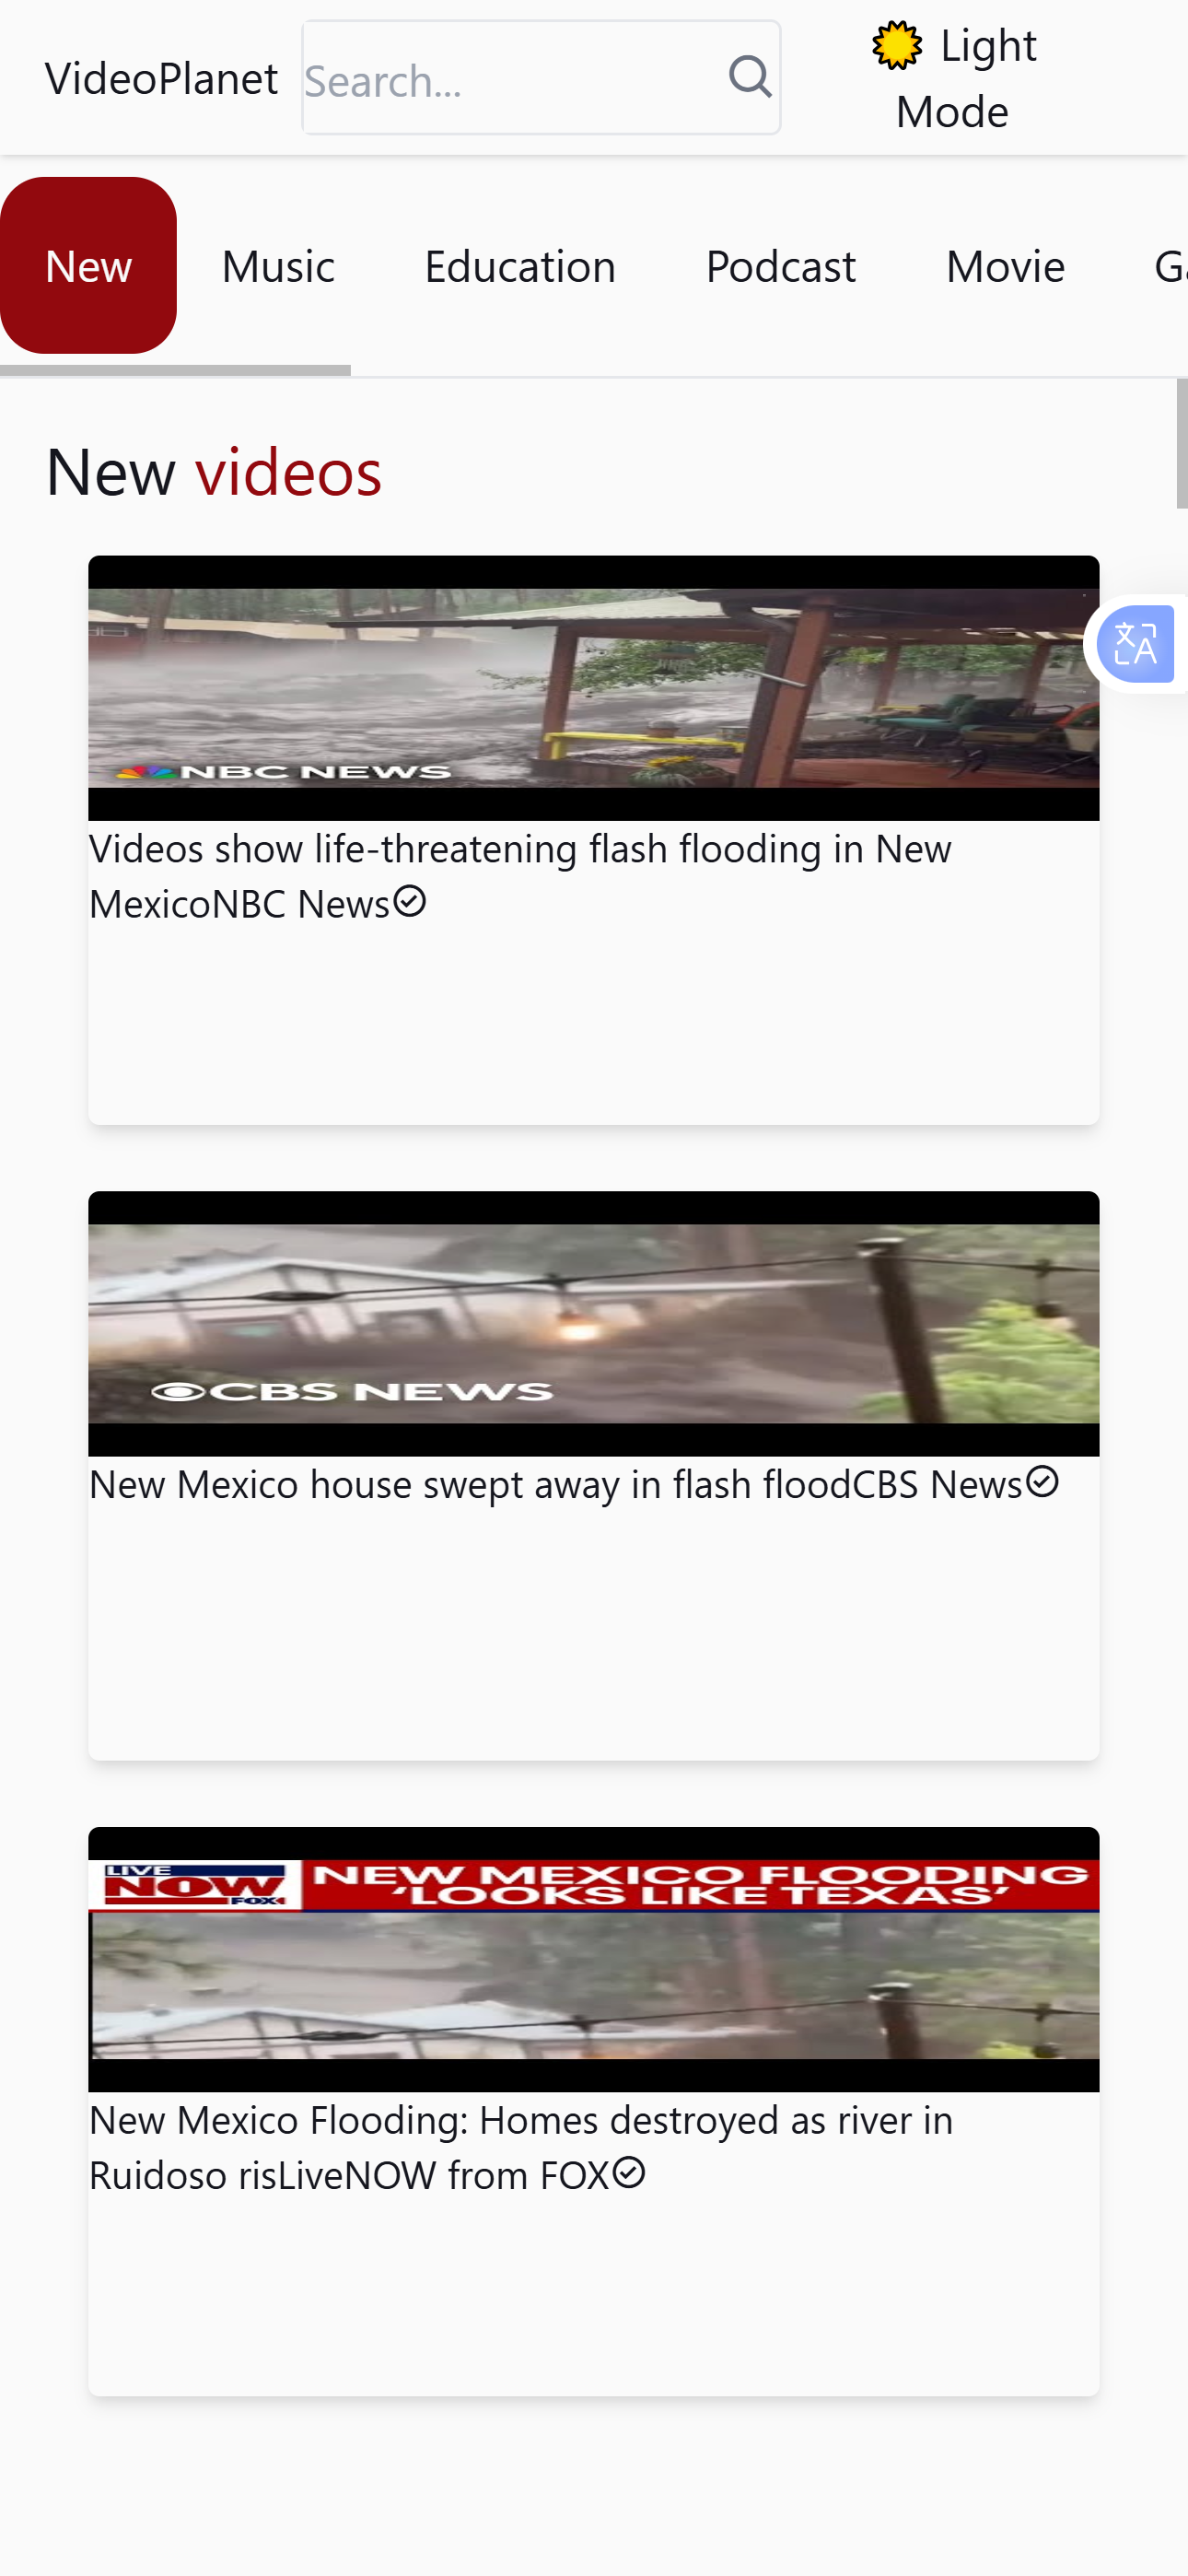 VideoPlanet
Search...
Light
Mode
New
Music
Education
Podcast
Movie
New videos
NBC NEWS
Videos show life-threatening flash flooding in New
MexicoNBC News
CBS NEWS
New Mexico house swept away in flash floodCBS News
LIVE
NOW
FOX
NEW MEXICO FLOODING
'LOOKS LIKE TEXAS'
New Mexico Flooding: Homes destroyed as river in
Ruidoso risLiveNOW from FOX